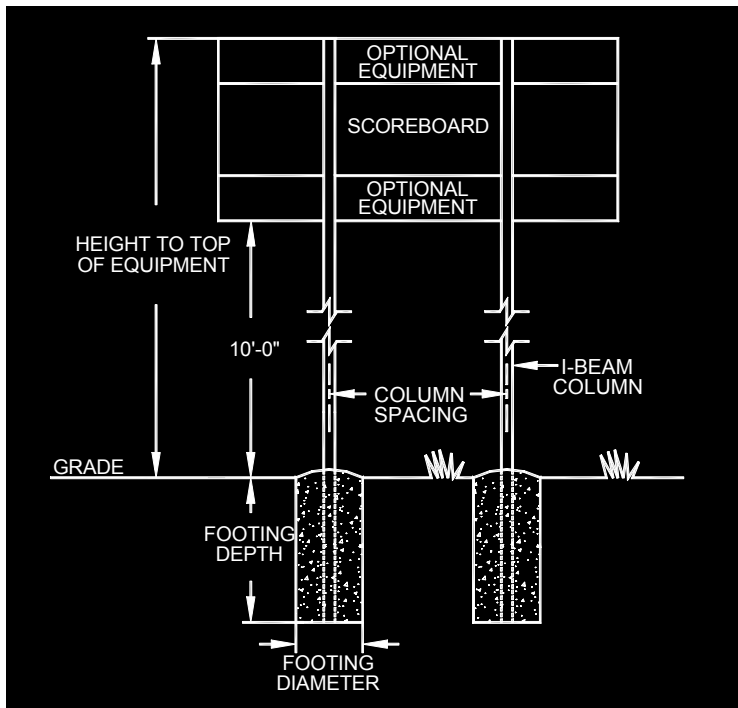 OPTIONAL
EQUIPMENT
SCOREBOARD
OPTIONAL
EQUIPMENT
HEIGHT TO TOP
OF EQUIPMENT
10'-0"
I-BEAM
COLUMN
COLUMN
SPACING
GRADE
FOOTING
DEPTH
FOOTING
DIAMETER